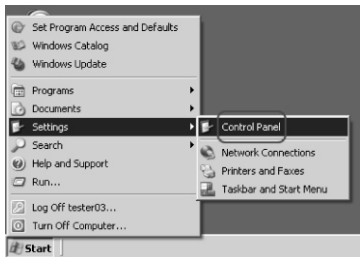 Set Program Access and Defaults
Windows Catalog
Windows Update
Programs
Documents
Settings
Search
Help and Support
Run...
Log Off tester03...
Turn Off Computer...
Control Panel
Network Connections
Printers and Faxes
Taskbar and Start Menu
Start